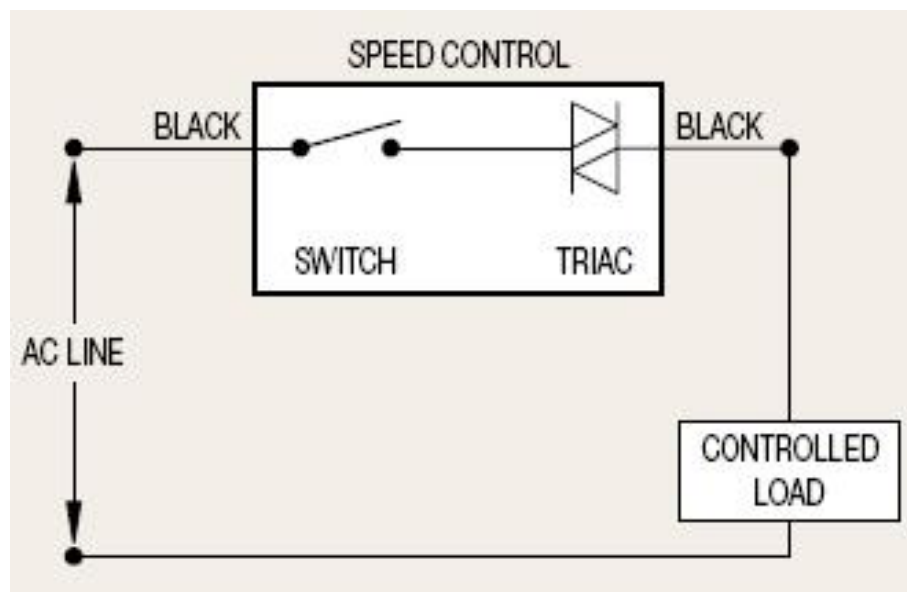 SPEED CONTROL
BLACK
BLACK
SWITCH
TRIAC
AC LINE
CONTROLLED
LOAD